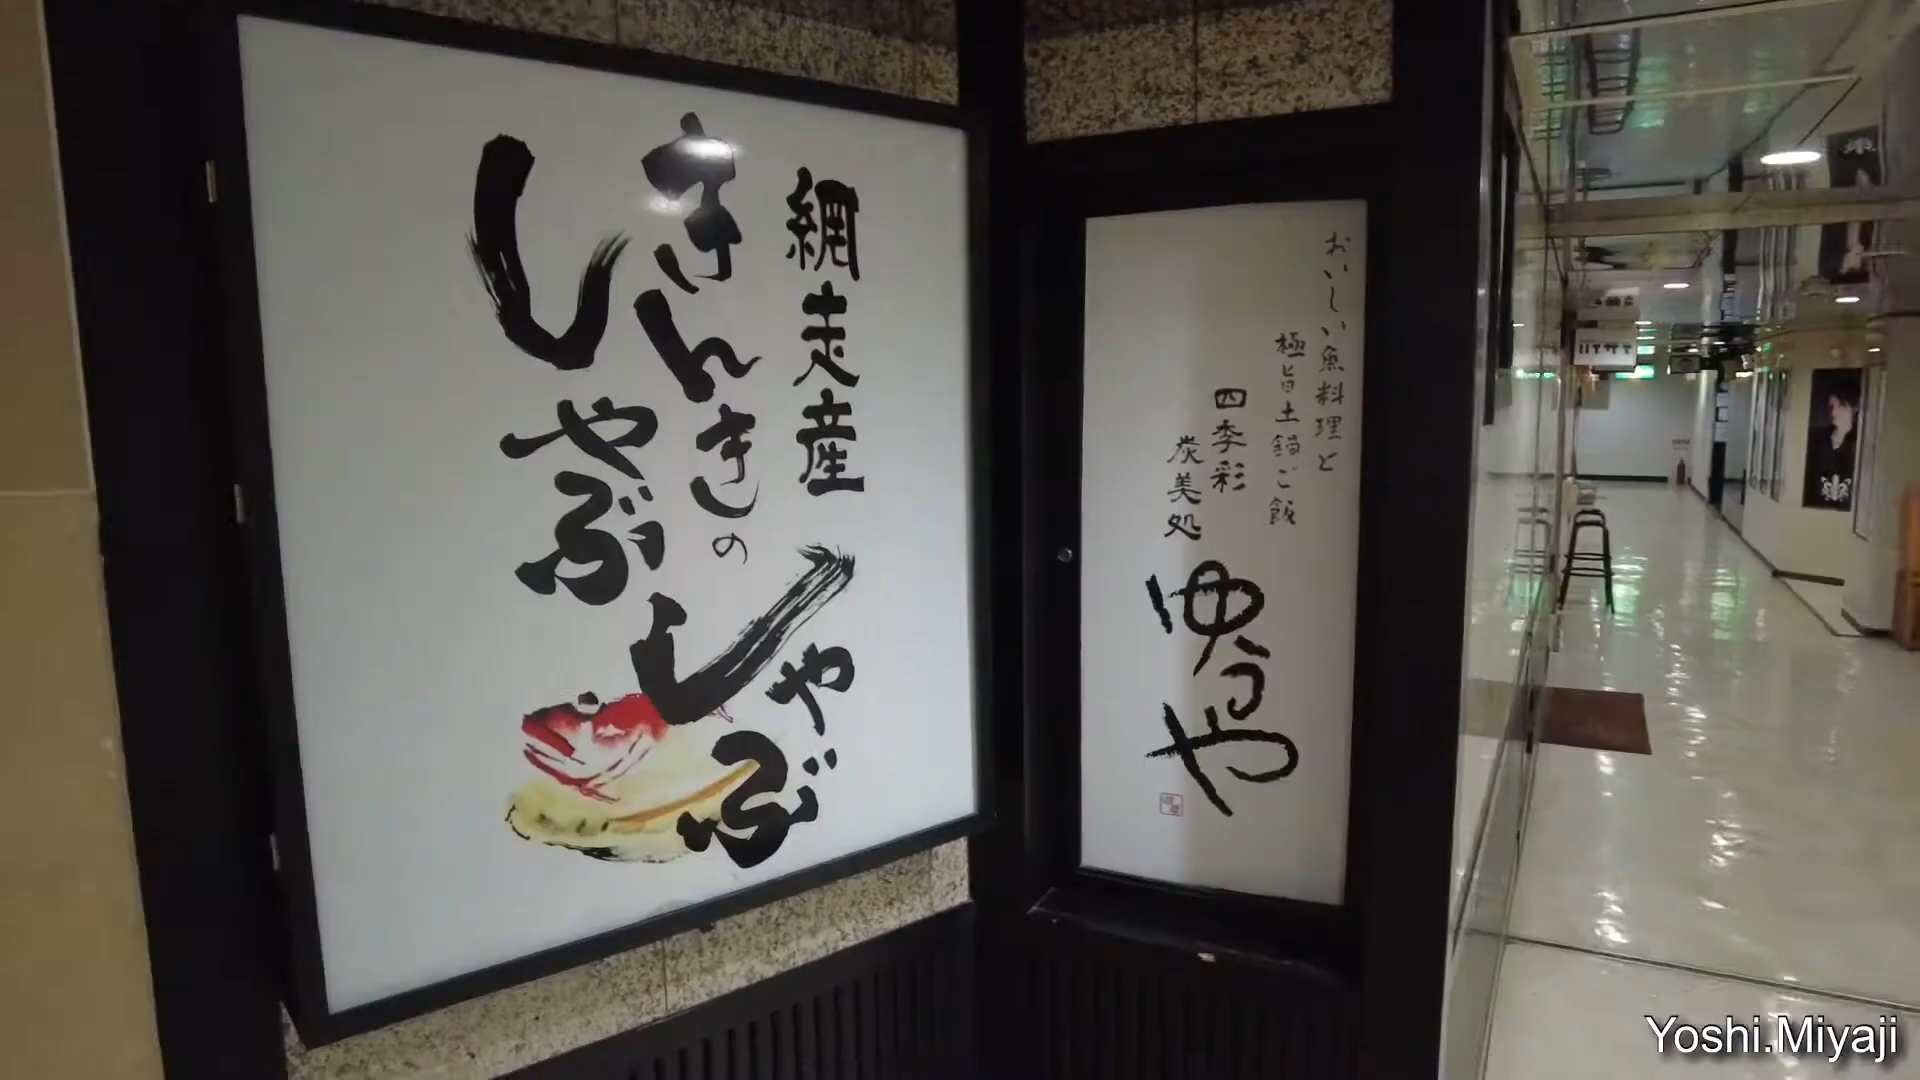 網走産
きんきの
しゃぶしゃぶ
おいしい魚料理と
極旨土鍋ご飯
四季彩
炭美処
ゆうや
Yoshi.Miyaji